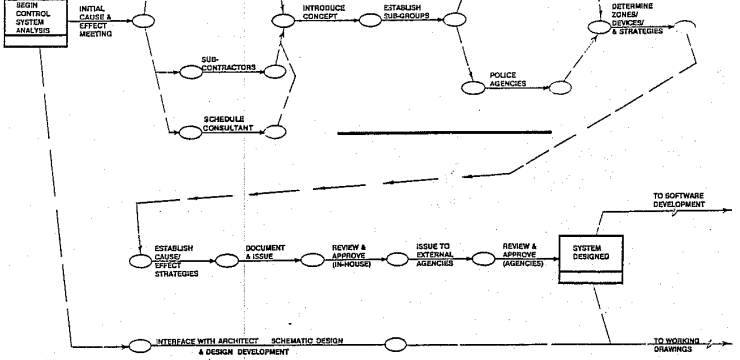 BEGIN
CONTROL
SYSTEM
ANALYSIS
INITIAL
CAUSE &
EFFECT
MEETING
INTRODUCE
CONCEPT
ESTABLISH
SUB-GROUPS
DETERMINE
ZONES/
DEVICES/
& STRATEGIES
SUB-
CONTRACTORS
POLICE
AGENCIES
SCHEDULE
CONSULTANT
TO SOFTWARE
DEVELOPMENT
ESTABLISH
CAUSE/
EFFECT
STRATEGIES
DOCUMENT
& ISSUE
REVIEW &
APPROVE
(IN-HOUSE)
ISSUE TO
EXTERNAL
AGENCIES
REVIEW &
APPROVE
(AGENCIES)
SYSTEM
DESIGNED
INTERFACE WITH ARCHITECT SCHEMATIC DESIGN
& DESIGN DEVELOPMENT
TO WORKING
DRAWINGS